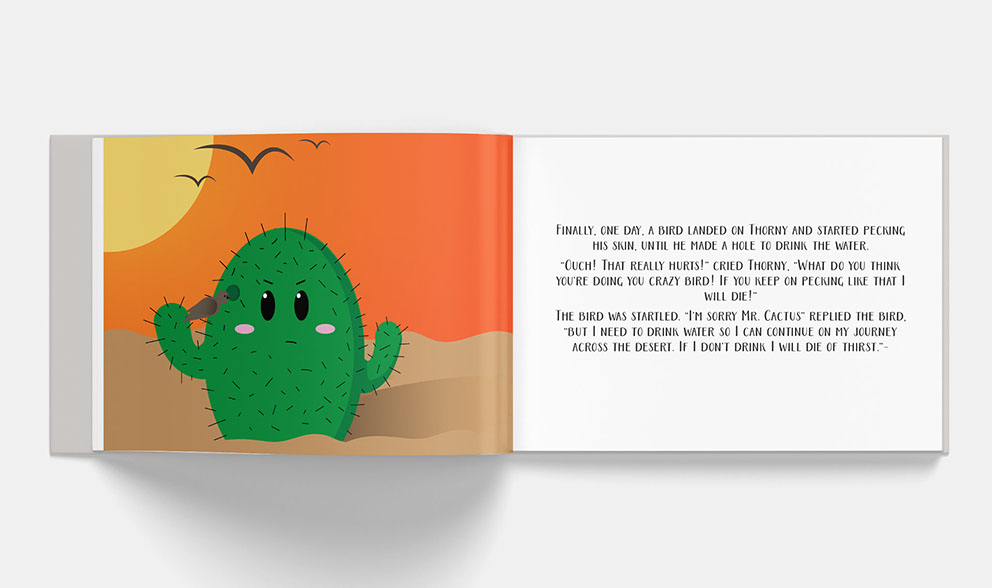 Finally, one day, a bird landed on Thorny and started pecking
his skin, until he made a hole to drink the water.
"Ouch! That really hurts!" cried Thorny, "What do you think
you're doing you crazy bird! If you keep on pecking like that I
will die!"
The bird was startled. "I'm sorry Mr. Cactus" replied the bird,
"but I need to drink water so I can continue on my journey
across the desert. If I don't drink I will die of thirst."-